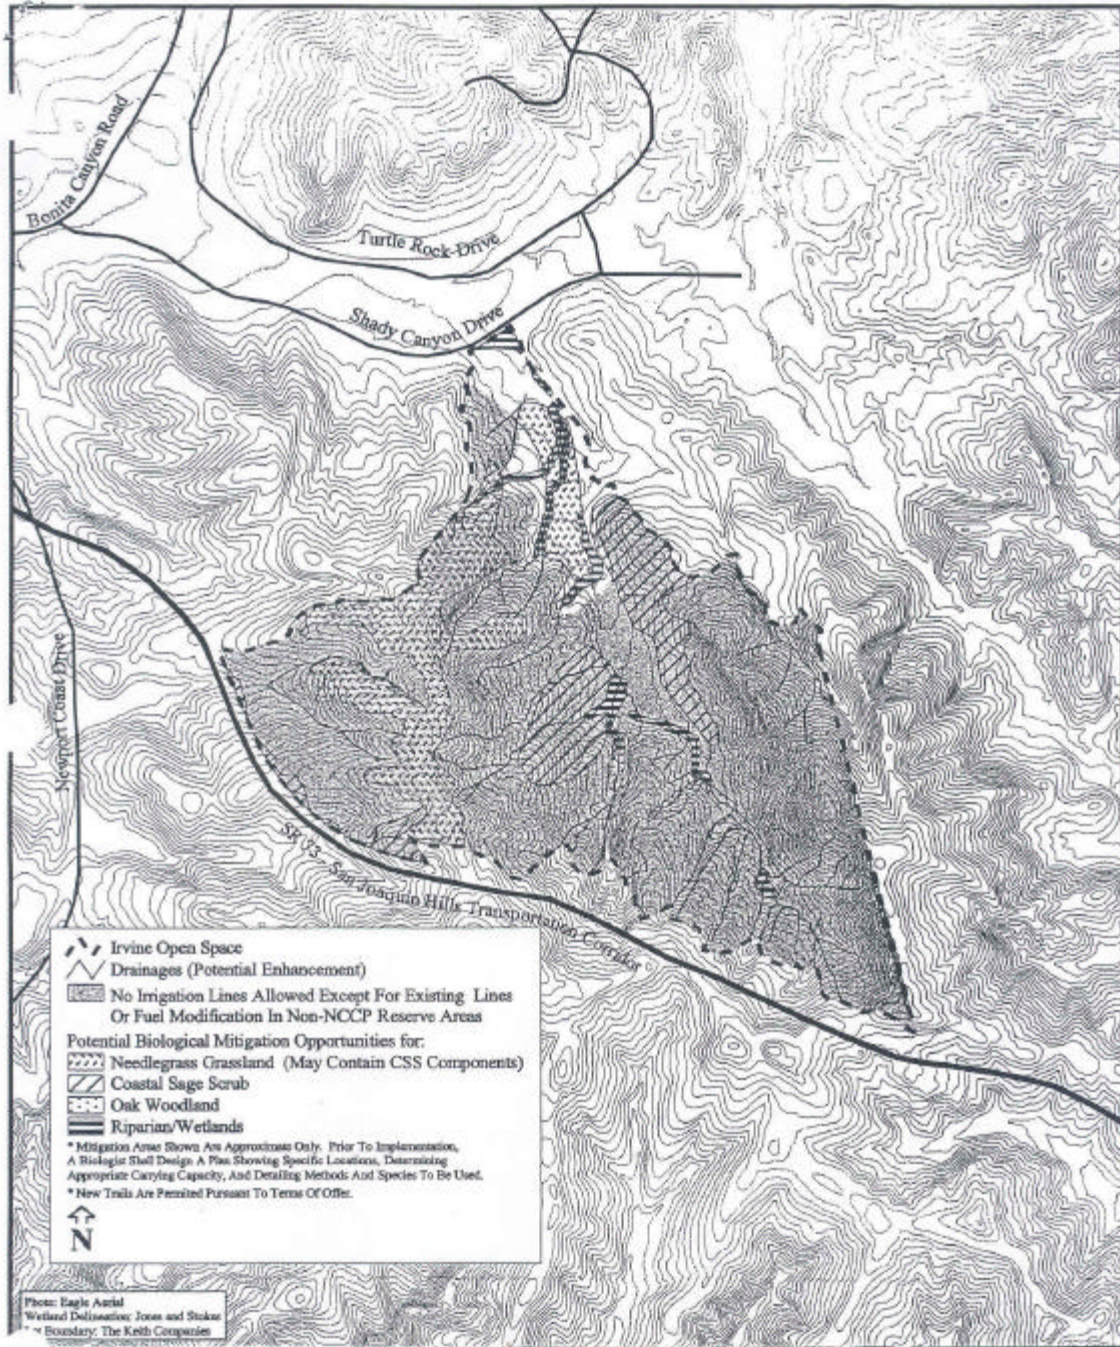 Bonita Canyon Road
Turtle Rock Drive
Shady Canyon Drive
Newport Coast Drive
SR 73 - San Joaquin Hills Transportation Corridor
Irvine Open Space
Drainages (Potential Enhancement)
No Irrigation Lines Allowed Except For Existing Lines
Or Fuel Modification In Non-NCCP Reserve Areas
Potential Biological Mitigation Opportunities for:
Needlegrass Grassland (May Contain CSS Components)
Coastal Sage Scrub
Oak Woodland
Riparian/Wetlands
* Mitigation Areas Shown Are Approximate Only. Prior To Implementation,
A Biologist Shall Design A Plan Showing Specific Locations, Determining
Appropriate Carrying Capacity, And Detailing Methods And Species To Be Used.
* New Trails Are Permitted Pursuant To Terms Of Offer.
N
Photo: Eagle Aerial
Wetland Delineation: Jones and Stokes
Boundary: The Keith Companies